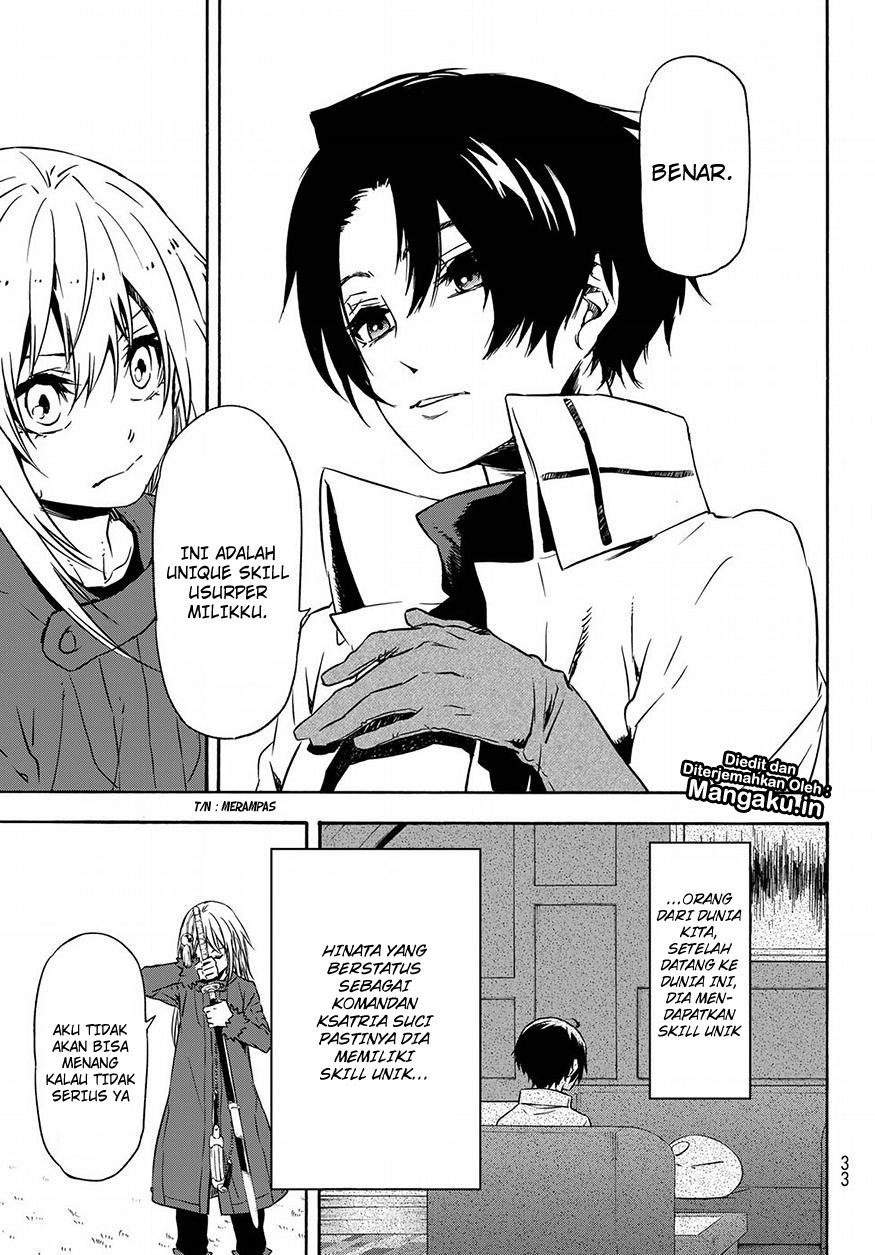 BENAR.
INI ADALAH
UNIQUE SKILL
USURPER
MILIKKU.
T/N : MERAMPAS
Diedit dan
Diterjemahkan Oleh :
Mangaku.in
...ORANG
DARI DUNIA
KITA,
SETELAH
DATANG KE
DUNIA INI,
DIA MEN-
DAPATKAN
SKILL UNIK
HINATA YANG
BERSTATUS
SEBAGAI
KOMANDAN
KSATRIA SUCI
PASTINYA DIA
MEMILIKI
SKILL UNIK...
AKU TIDAK
AKAN BISA
MENANG
KALAU TIDAK
SERIUS YA
33